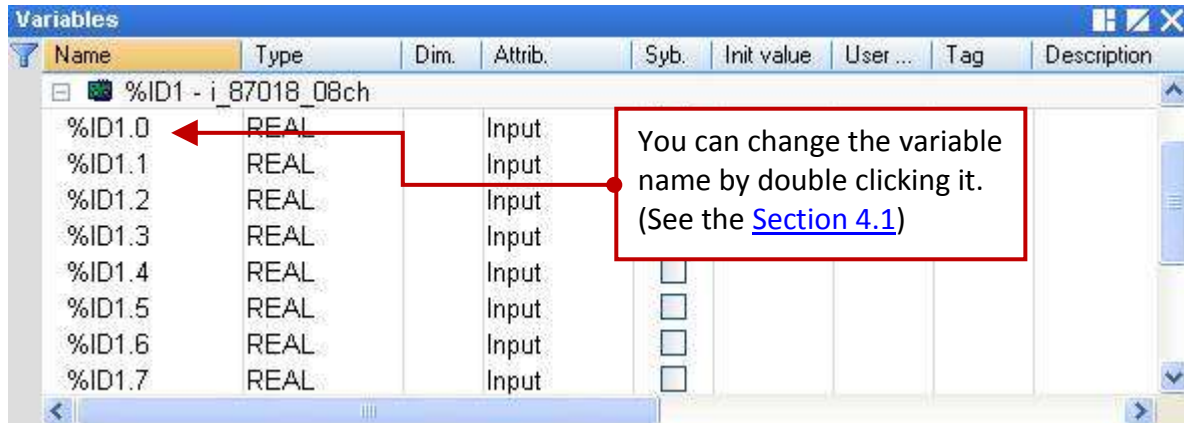 Variables
Name Type Dim. Attrib. Syb. Init value User ... Tag Description
%ID1 - i_87018_08ch
%ID1.0 REAL Input
%ID1.1 REAL Input
%ID1.2 REAL Input
%ID1.3 REAL Input
%ID1.4 REAL Input
%ID1.5 REAL Input
%ID1.6 REAL Input
%ID1.7 REAL Input
You can change the variable
name by double clicking it.
(See the Section 4.1)